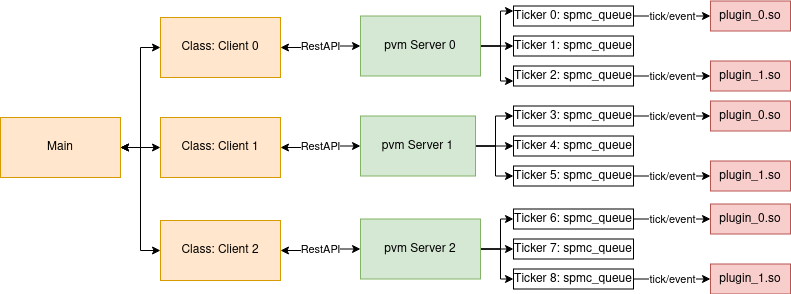 Ticker 0: spmc_queue
tick/event
plugin_0.so
Class: Client 0
RestAPI
pvm Server 0
Ticker 1: spmc_queue
Ticker 2: spmc_queue
tick/event
plugin_1.so
Ticker 3: spmc_queue
tick/event
plugin_0.so
Main
Class: Client 1
RestAPI
pvm Server 1
Ticker 4: spmc_queue
Ticker 5: spmc_queue
tick/event
plugin_1.so
Ticker 6: spmc_queue
tick/event
plugin_0.so
Class: Client 2
RestAPI
pvm Server 2
Ticker 7: spmc_queue
Ticker 8: spmc_queue
tick/event
plugin_1.so